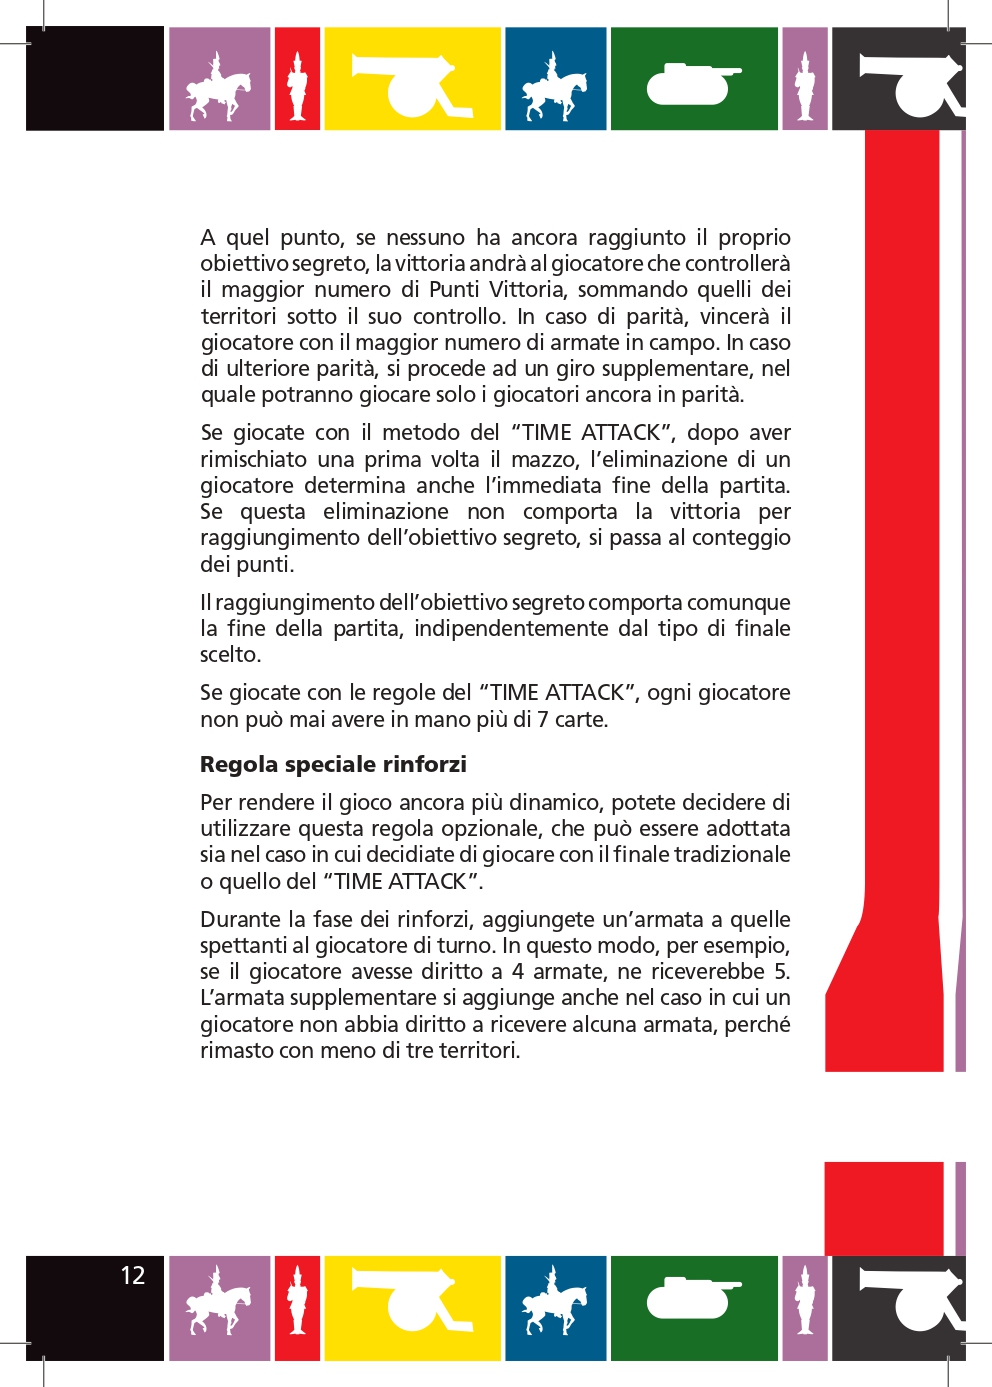 A quel punto, se nessuno ha ancora raggiunto il proprio
obiettivo segreto, la vittoria andrà al giocatore che controllerà
il maggior numero di Punti Vittoria, sommando quelli dei
territori sotto il suo controllo. In caso di parità, vincerà il
giocatore con il maggior numero di armate in campo. In caso
di ulteriore parità, si procede ad un giro supplementare, nel
quale potranno giocare solo i giocatori ancora in parità.
Se giocate con il metodo del “TIME ATTACK”, dopo aver
rimischiato una prima volta il mazzo, l’eliminazione di un
giocatore determina anche l’immediata fine della partita.
Se questa eliminazione non comporta la vittoria per
raggiungimento dell’obiettivo segreto, si passa al conteggio
dei punti.
Il raggiungimento dell’obiettivo segreto comporta comunque
la fine della partita, indipendentemente dal tipo di finale
scelto.
Se giocate con le regole del “TIME ATTACK”, ogni giocatore
non può mai avere in mano più di 7 carte.
Regola speciale rinforzi
Per rendere il gioco ancora più dinamico, potete decidere di
utilizzare questa regola opzionale, che può essere adottata
sia nel caso in cui decidiate di giocare con il finale tradizionale
o quello del “TIME ATTACK”.
Durante la fase dei rinforzi, aggiungete un’armata a quelle
spettanti al giocatore di turno. In questo modo, per esempio,
se il giocatore avesse diritto a 4 armate, ne riceverebbe 5.
L’armata supplementare si aggiunge anche nel caso in cui un
giocatore non abbia diritto a ricevere alcuna armata, perché
rimasto con meno di tre territori.
12